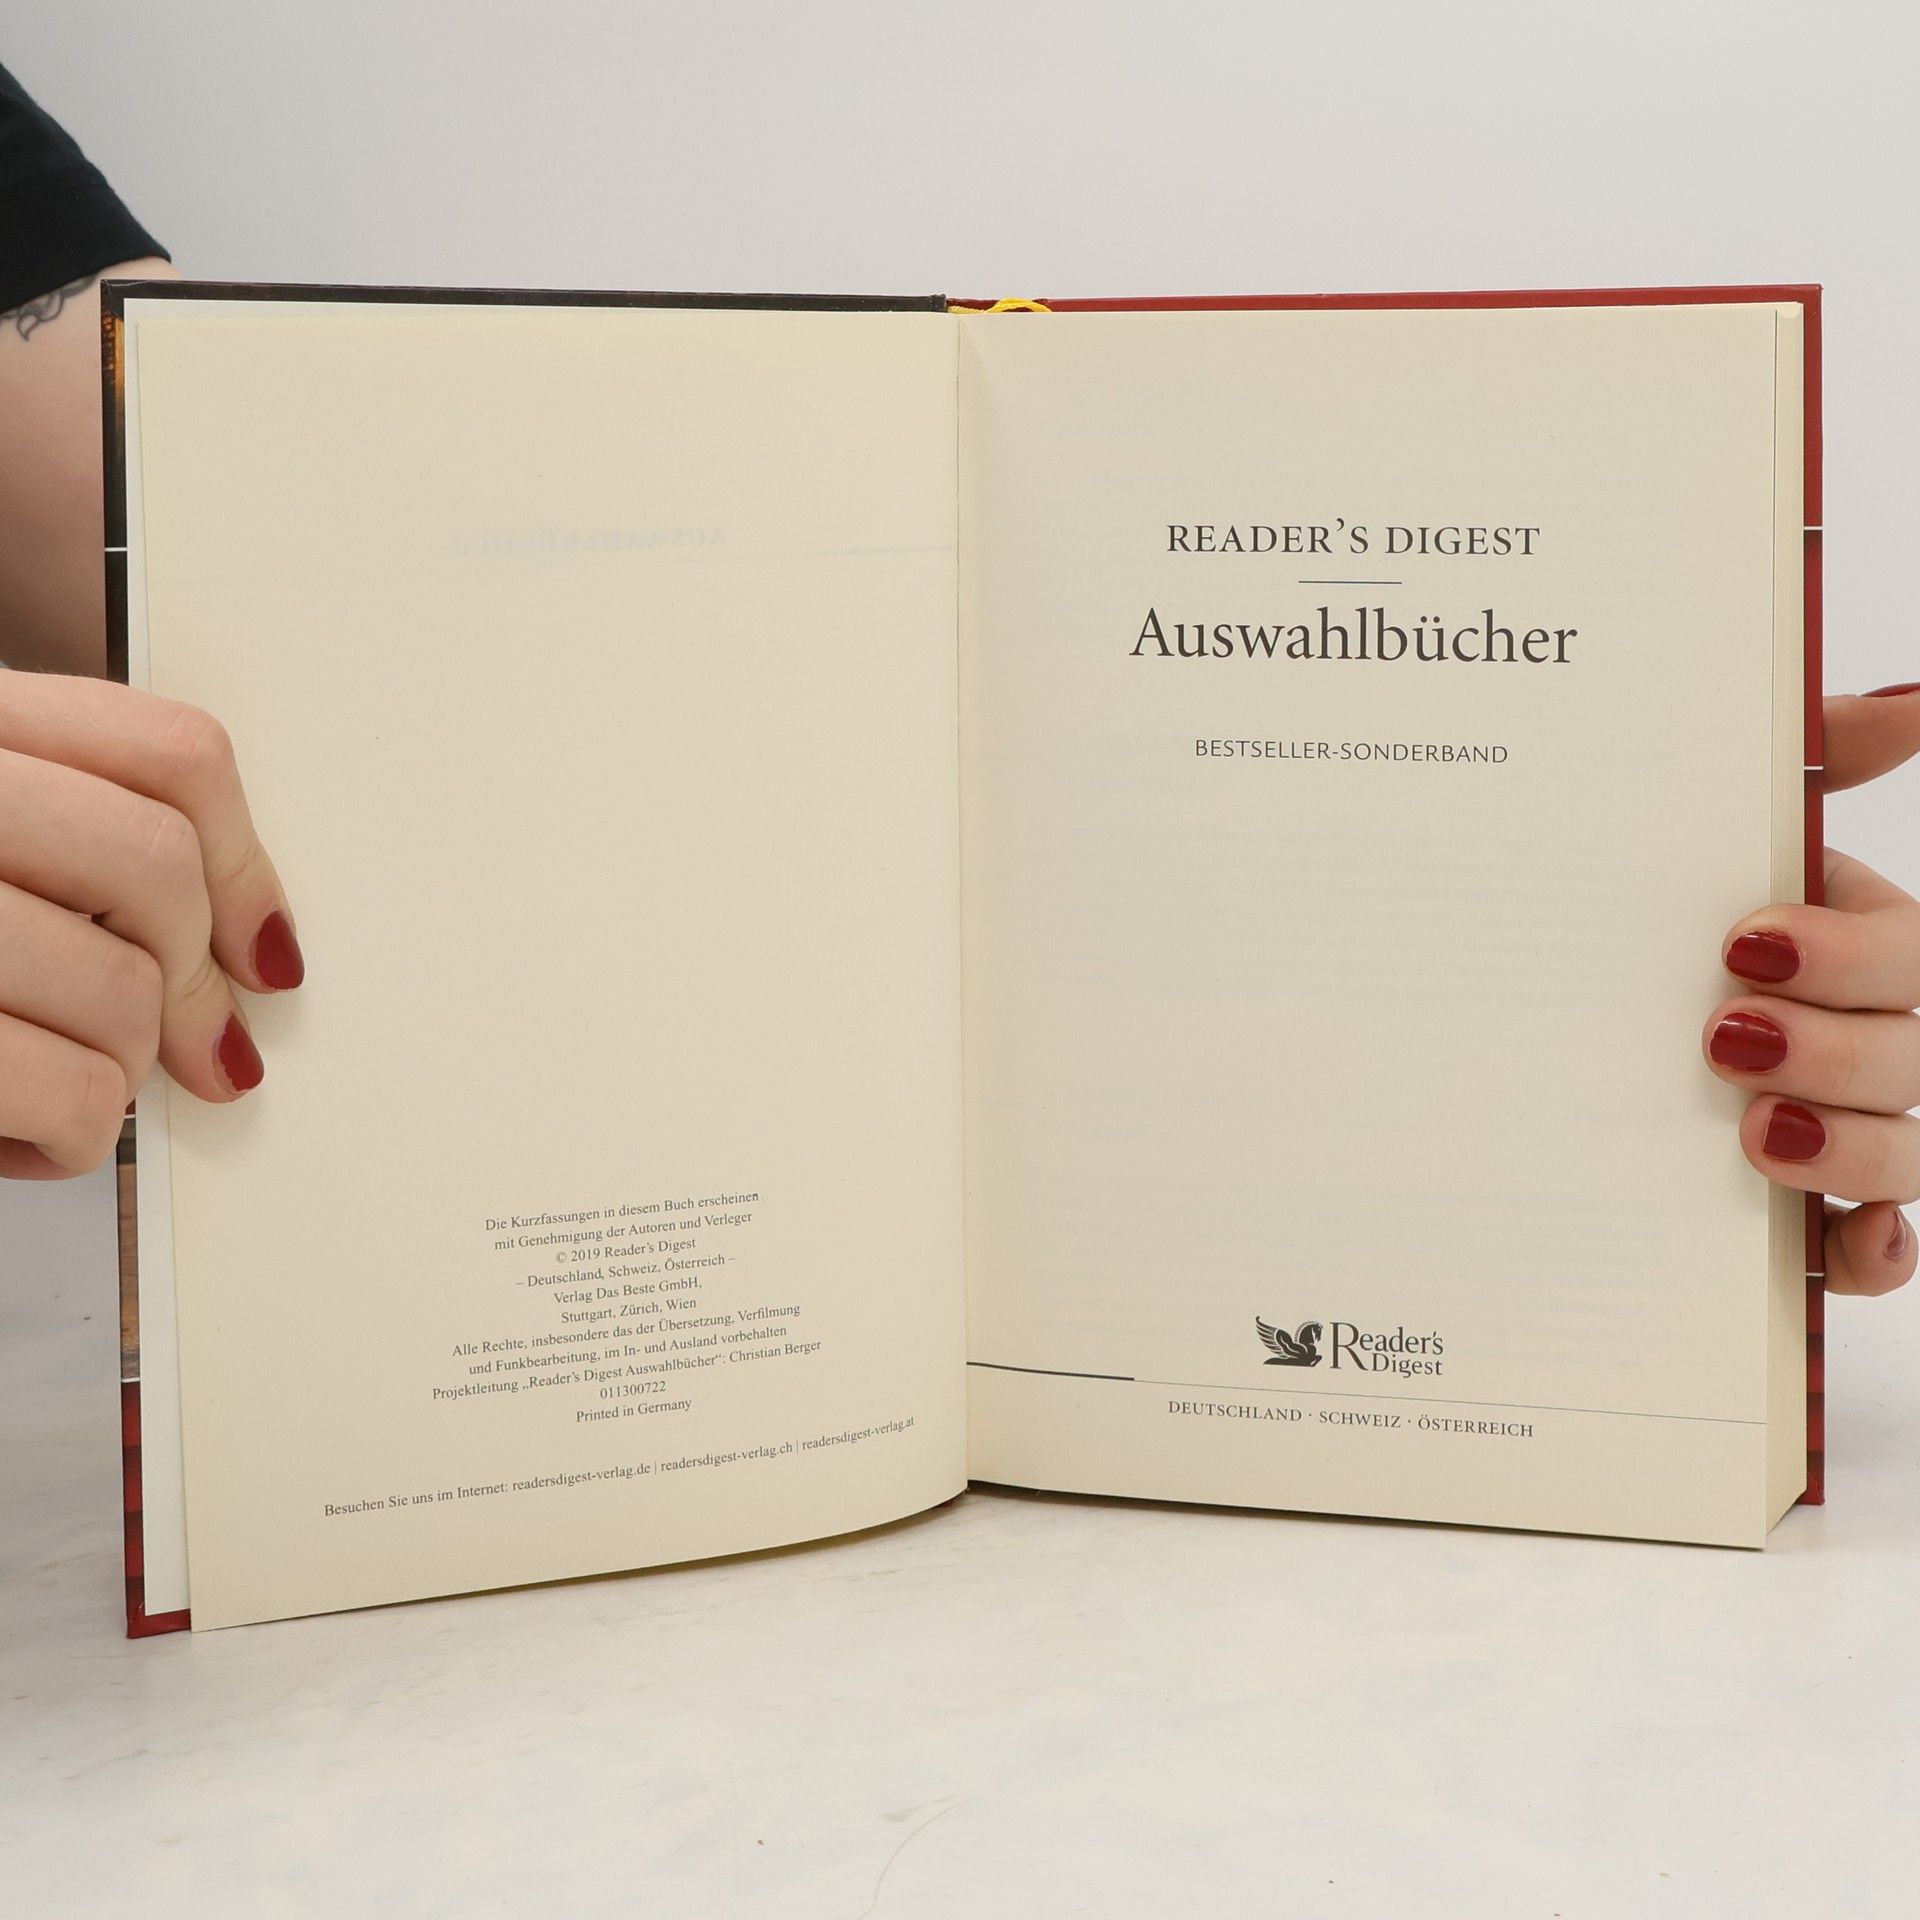 Die Kurzfassungen in diesem Buch erscheinen
mit Genehmigung der Autoren und Verleger
© 2019 Reader's Digest
– Deutschland, Schweiz, Österreich –
Verlag Das Beste GmbH,
Stuttgart, Zürich, Wien
Alle Rechte, insbesondere das der Übersetzung, Verfilmung
und Funkbearbeitung, im In- und Ausland vorbehalten
Projektleitung „Reader's Digest Auswahlbücher“: Christian Berger
011300722
Printed in Germany
Besuchen Sie uns im Internet: readersdigest-verlag.de | readersdigest-verlag.ch | readersdigest-verlag.at
READER'S DIGEST
Auswahlbücher
BESTSELLER-SONDERBAND
Reader's
Digest
DEUTSCHLAND · SCHWEIZ · ÖSTERREICH